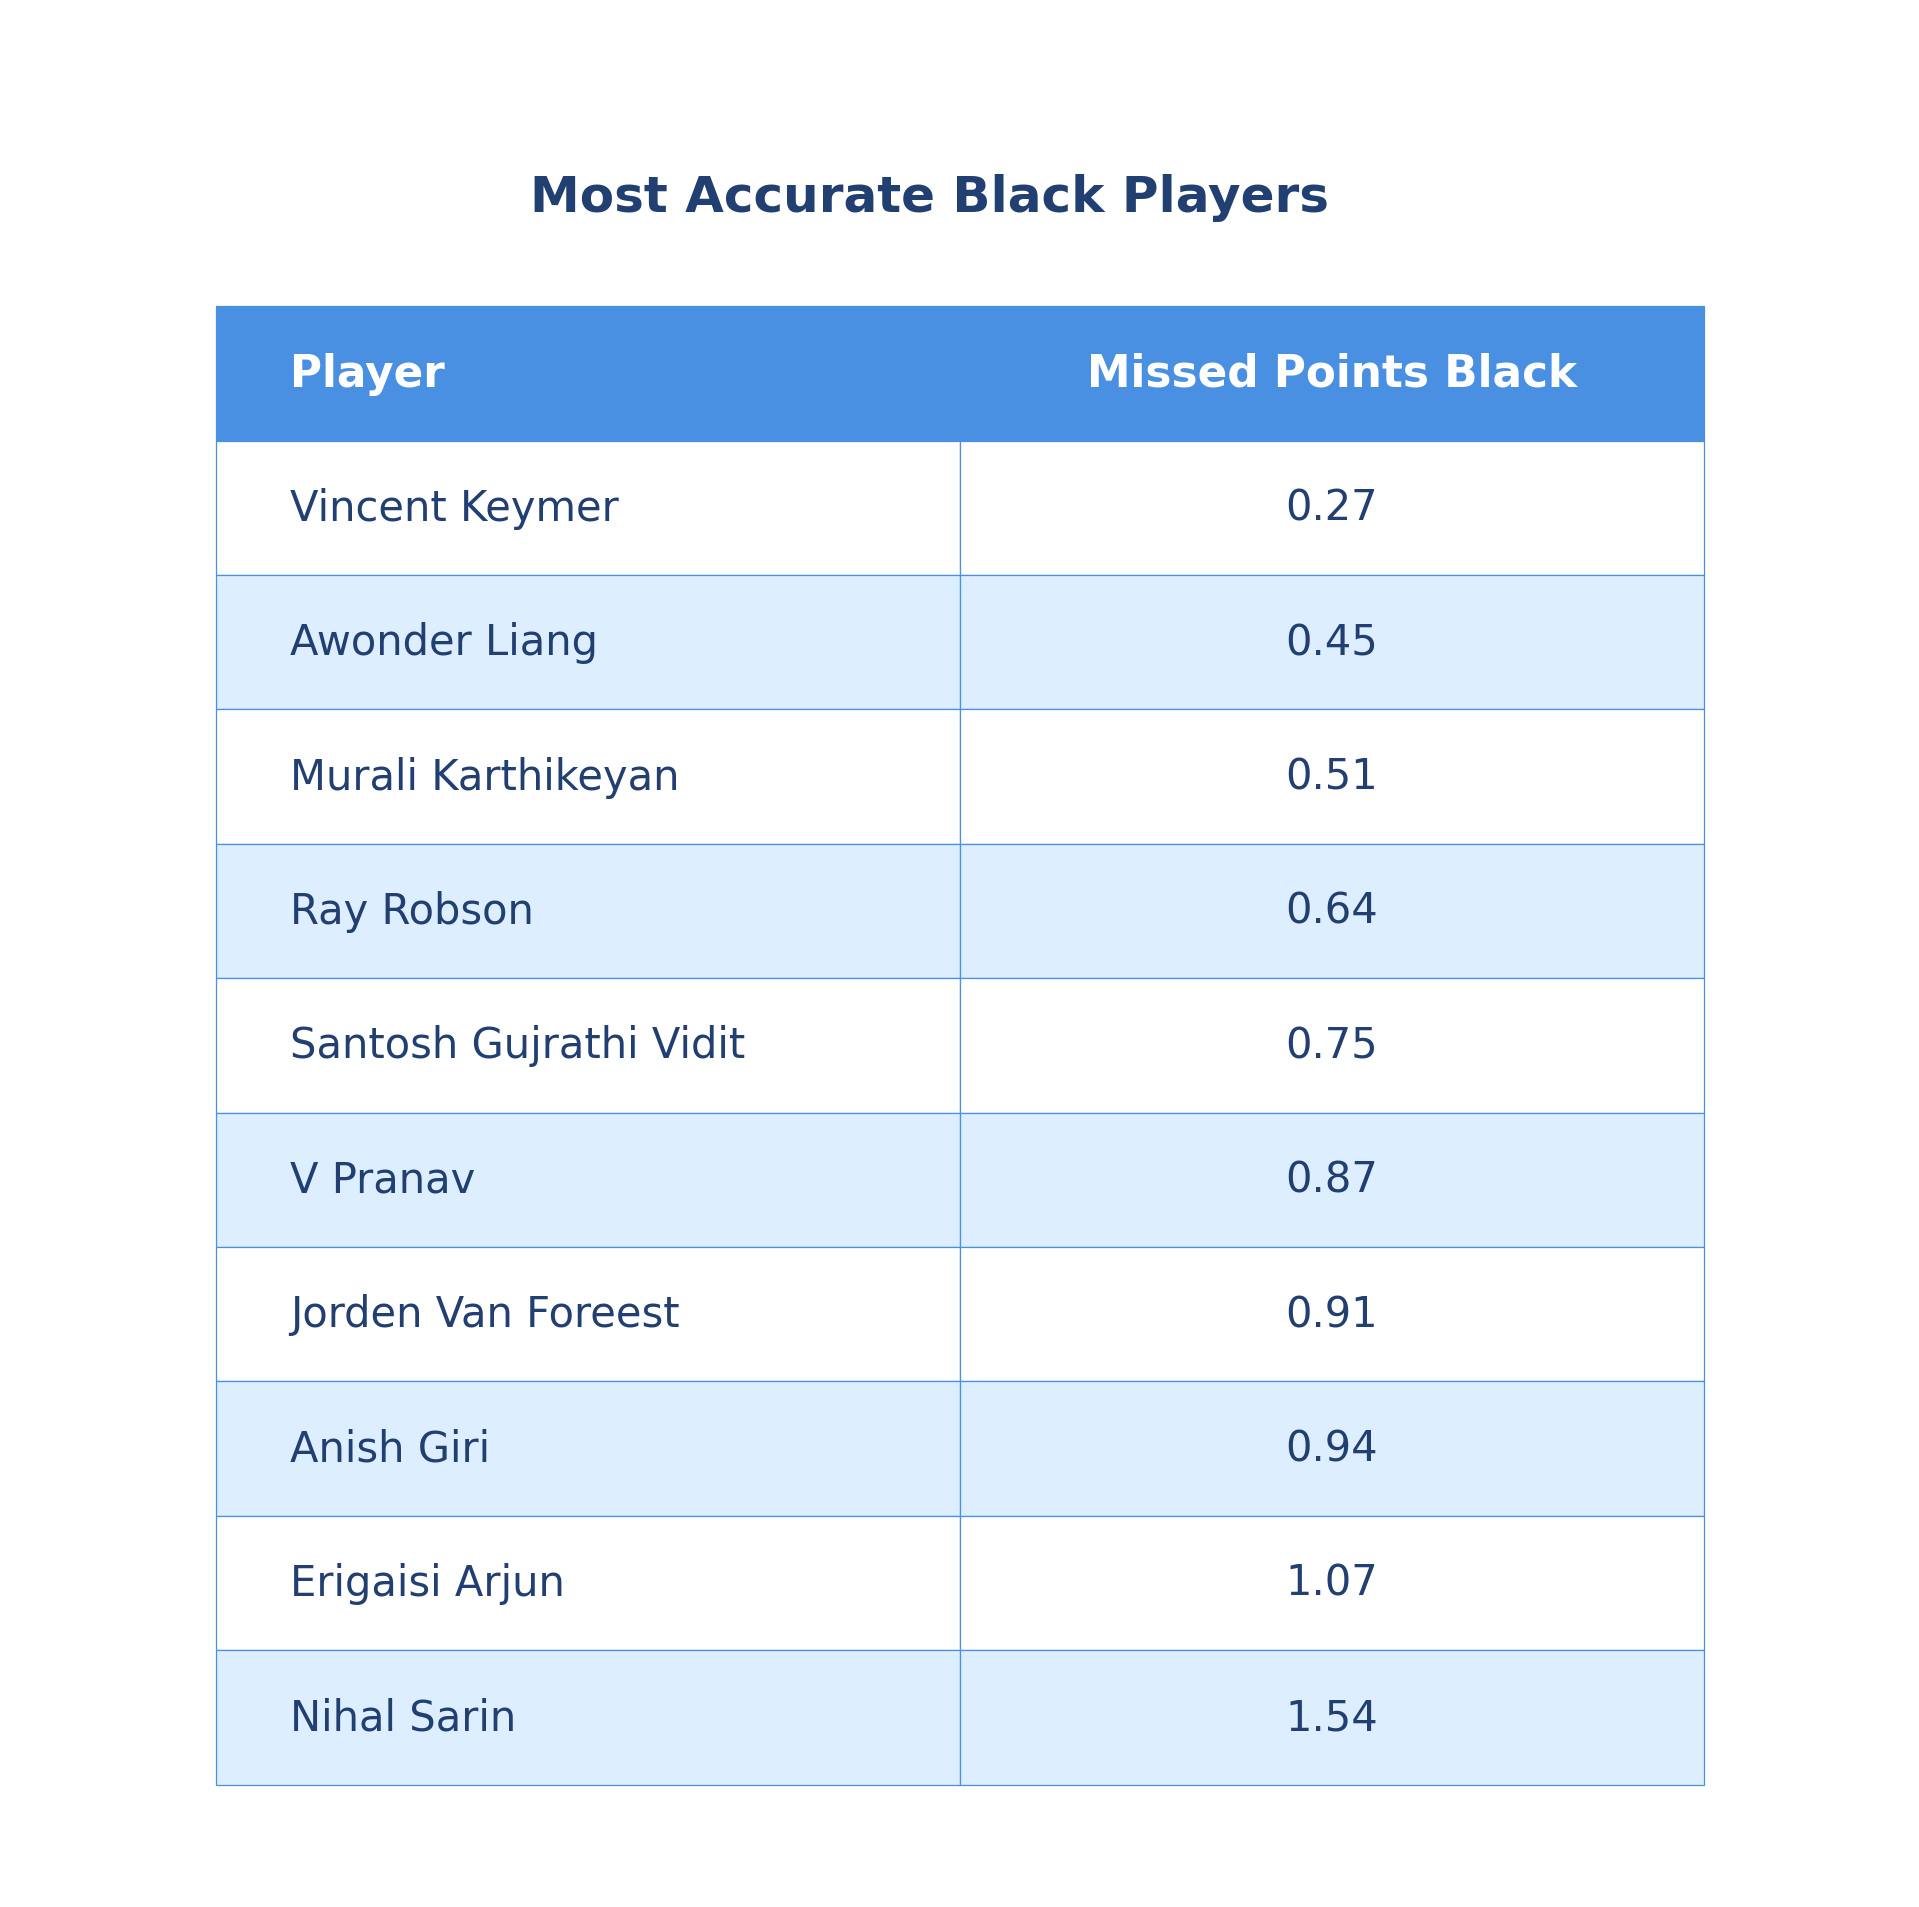 Most Accurate Black Players
Player Missed Points Black
Vincent Keymer 0.27
Awonder Liang 0.45
Murali Karthikeyan 0.51
Ray Robson 0.64
Santosh Gujrathi Vidit 0.75
V Pranav 0.87
Jorden Van Foreest 0.91
Anish Giri 0.94
Erigaisi Arjun 1.07
Nihal Sarin 1.54